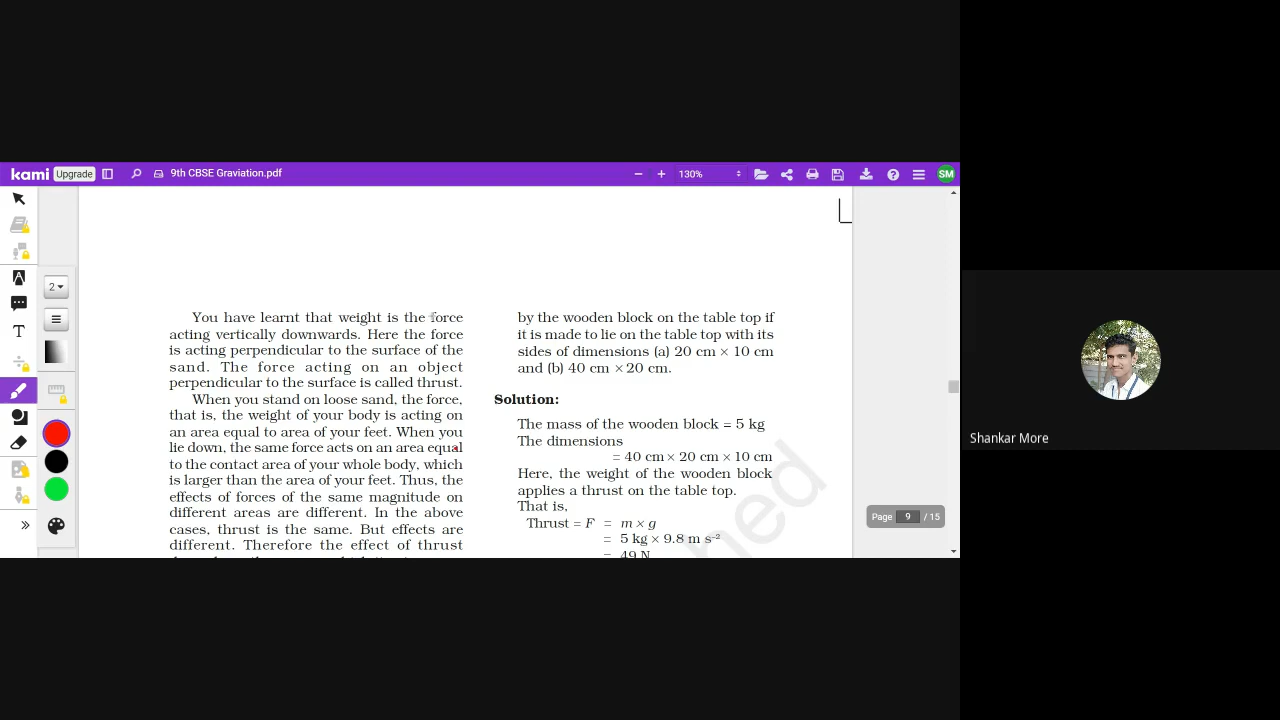 kami
Upgrade
9th CBSE Graviation.pdf
130%
SM
2
T
You have learnt that weight is the force
acting vertically downwards. Here the force
is acting perpendicular to the surface of the
sand. The force acting on an object
perpendicular to the surface is called thrust.
When you stand on loose sand, the force,
that is, the weight of your body is acting on
an area equal to area of your feet. When you
lie down, the same force acts on an area equal
to the contact area of your whole body, which
is larger than the area of your feet. Thus, the
effects of forces of the same magnitude on
different areas are different. In the above
cases, thrust is the same. But effects are
different. Therefore the effect of thrust
by the wooden block on the table top if
it is made to lie on the table top with its
sides of dimensions (a) 20 cm × 10 cm
and (b) 40 cm × 20 cm.
Solution:
The mass of the wooden block = 5 kg
The dimensions
= 40 cm × 20 cm × 10 cm
Here, the weight of the wooden block
applies a thrust on the table top.
That is,
Thrust = F = m × g
= 5 kg × 9.8 m s⁻²
= 49 N
hed
Page 9 / 15
Shankar More